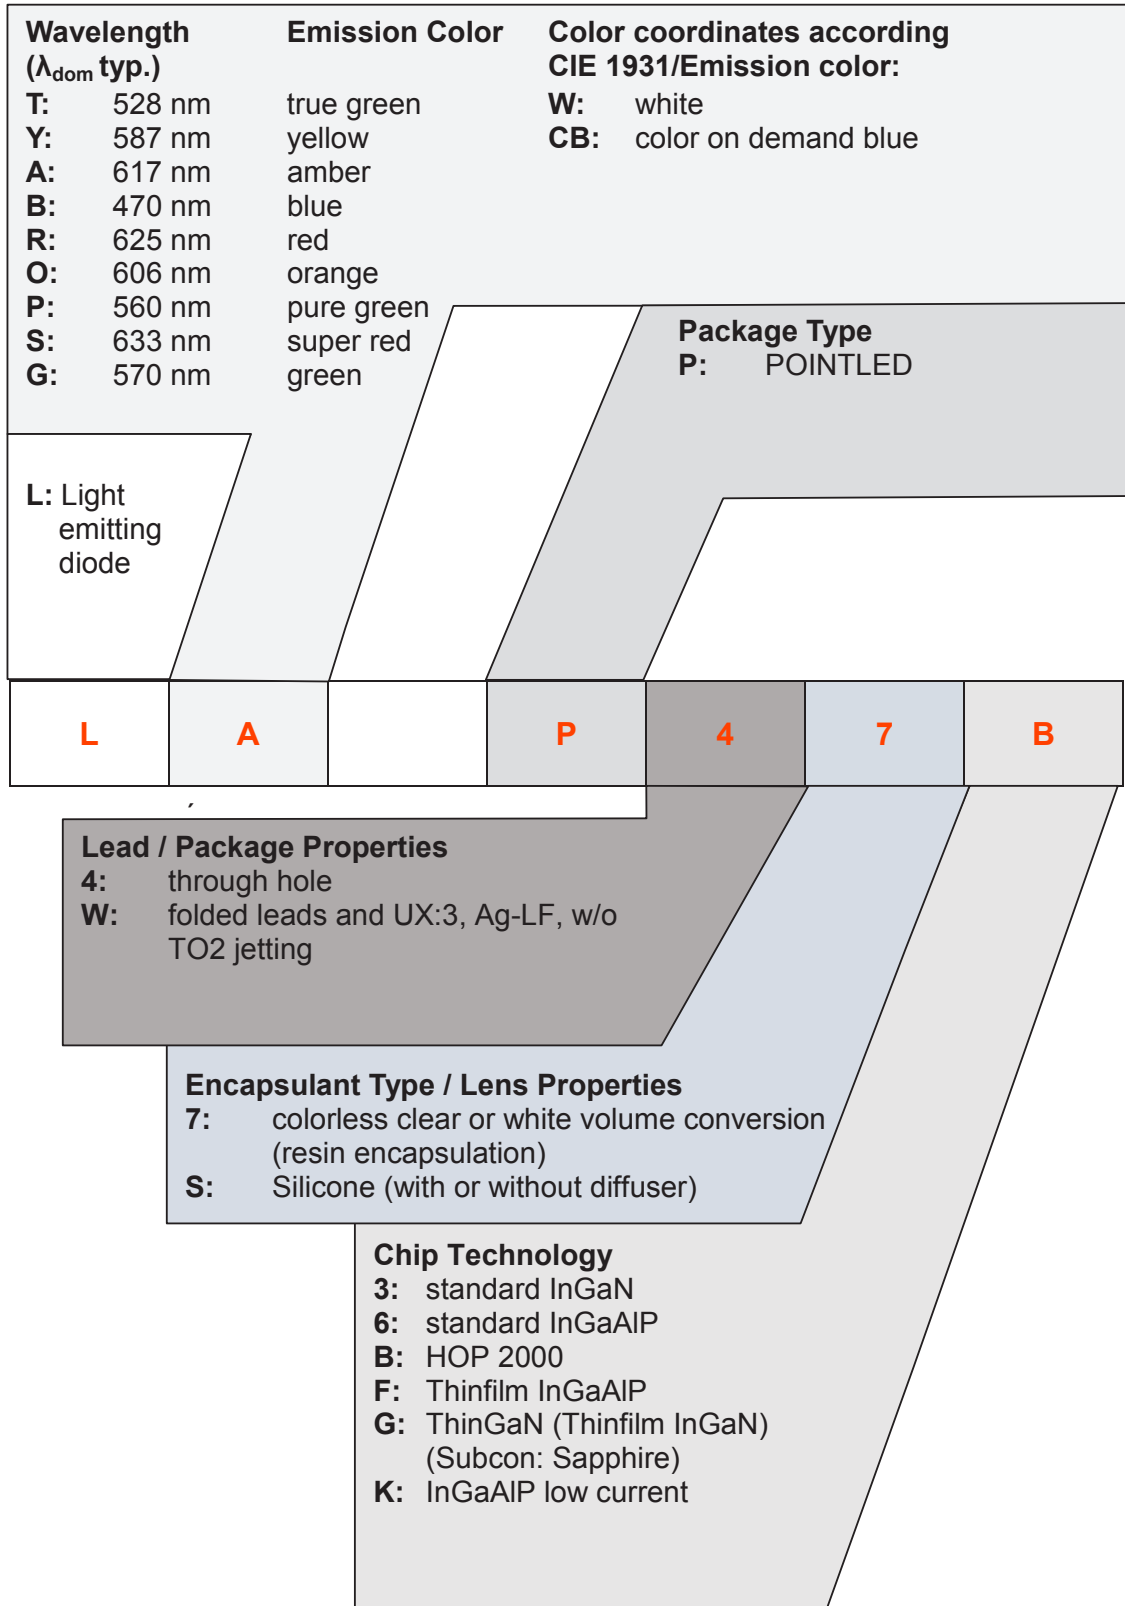 Wavelength Emission Color Color coordinates according
(λdom typ.) CIE 1931/Emission color:
T: 528 nm true green W: white
Y: 587 nm yellow CB: color on demand blue
A: 617 nm amber
B: 470 nm blue
R: 625 nm red
O: 606 nm orange
P: 560 nm pure green
S: 633 nm super red
G: 570 nm green
Package Type
P: POINTLED
L: Light
emitting
diode
L A P 4 7 B
Lead / Package Properties
4: through hole
W: folded leads and UX:3, Ag-LF, w/o
TO2 jetting
Encapsulant Type / Lens Properties
7: colorless clear or white volume conversion
(resin encapsulation)
S: Silicone (with or without diffuser)
Chip Technology
3: standard InGaN
6: standard InGaAlP
B: HOP 2000
F: Thinfilm InGaAlP
G: ThinGaN (Thinfilm InGaN)
(Subcon: Sapphire)
K: InGaAlP low current